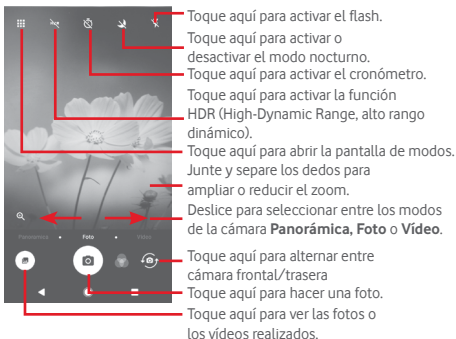 Toque aquí para activar el flash.
Toque aquí para activar o
desactivar el modo nocturno.
Toque aquí para activar el cronómetro.
Toque aquí para activar la función
HDR (High-Dynamic Range, alto rango
dinámico).
Toque aquí para abrir la pantalla de modos.
Junte y separe los dedos para
ampliar o reducir el zoom.
Deslice para seleccionar entre los modos
de la cámara Panorámica, Foto o Vídeo.
Panorámica
Foto
Vídeo
Toque aquí para alternar entre
cámara frontal/trasera
Toque aquí para hacer una foto.
Toque aquí para ver las fotos o
los vídeos realizados.